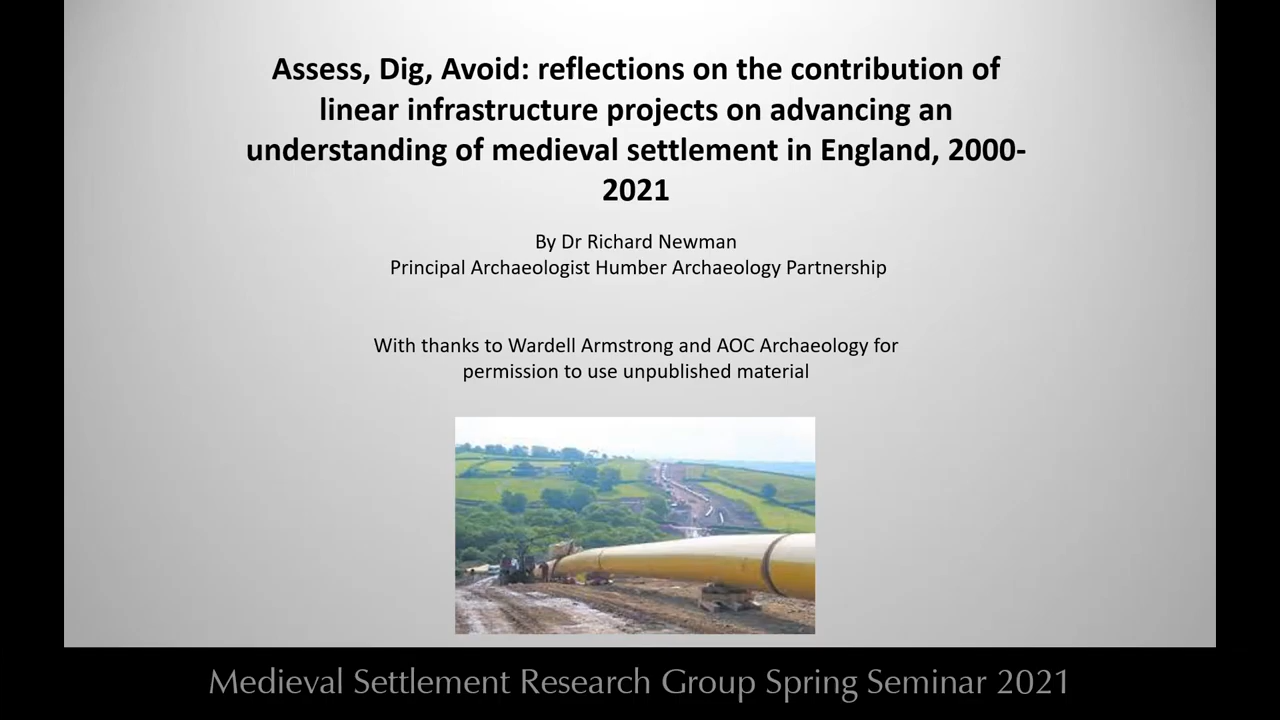 Assess, Dig, Avoid: reflections on the contribution of
linear infrastructure projects on advancing an
understanding of medieval settlement in England, 2000-
2021
By Dr Richard Newman
Principal Archaeologist Humber Archaeology Partnership
With thanks to Wardell Armstrong and AOC Archaeology for
permission to use unpublished material
Medieval Settlement Research Group Spring Seminar 2021